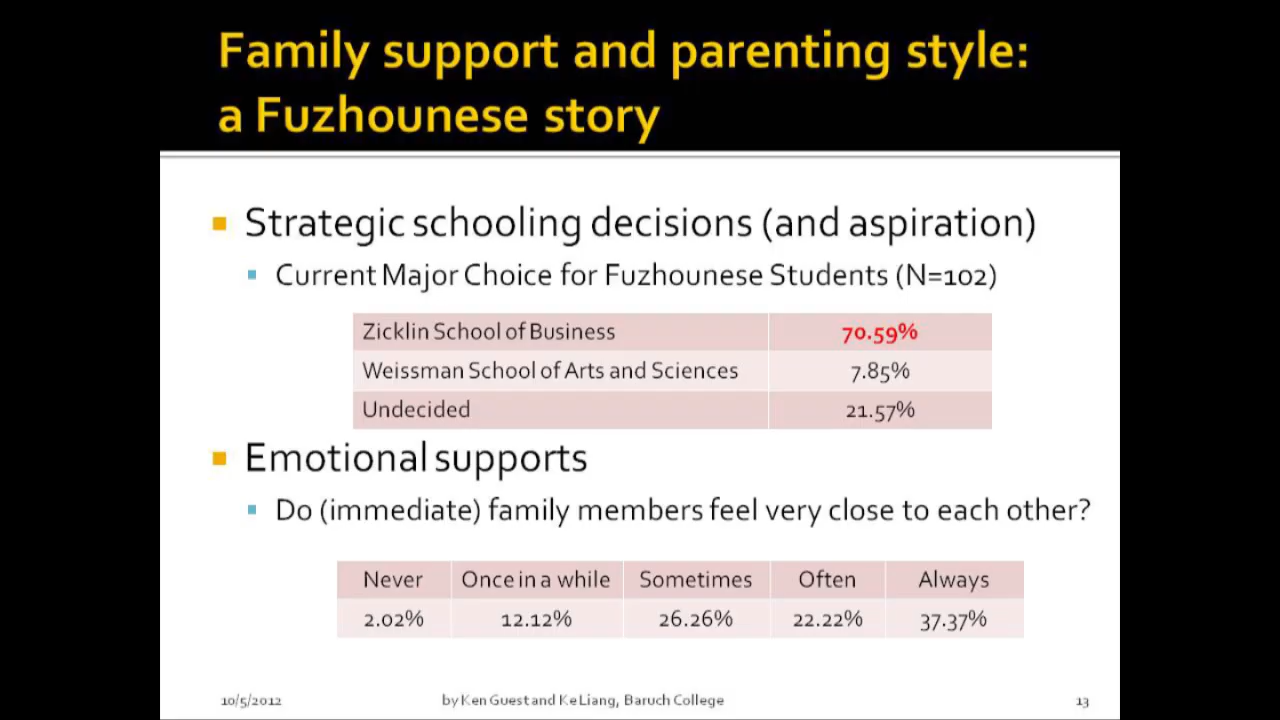 Family support and parenting style:
a Fuzhounese story
Strategic schooling decisions (and aspiration)
Current Major Choice for Fuzhounese Students (N=102)
Zicklin School of Business 70.59%
Weissman School of Arts and Sciences 7.85%
Undecided 21.57%
Emotional supports
Do (immediate) family members feel very close to each other?
Never Once in a while Sometimes Often Always
2.02% 12.12% 26.26% 22.22% 37.37%
10/5/2012 by Ken Guest and Ke Liang, Baruch College 13